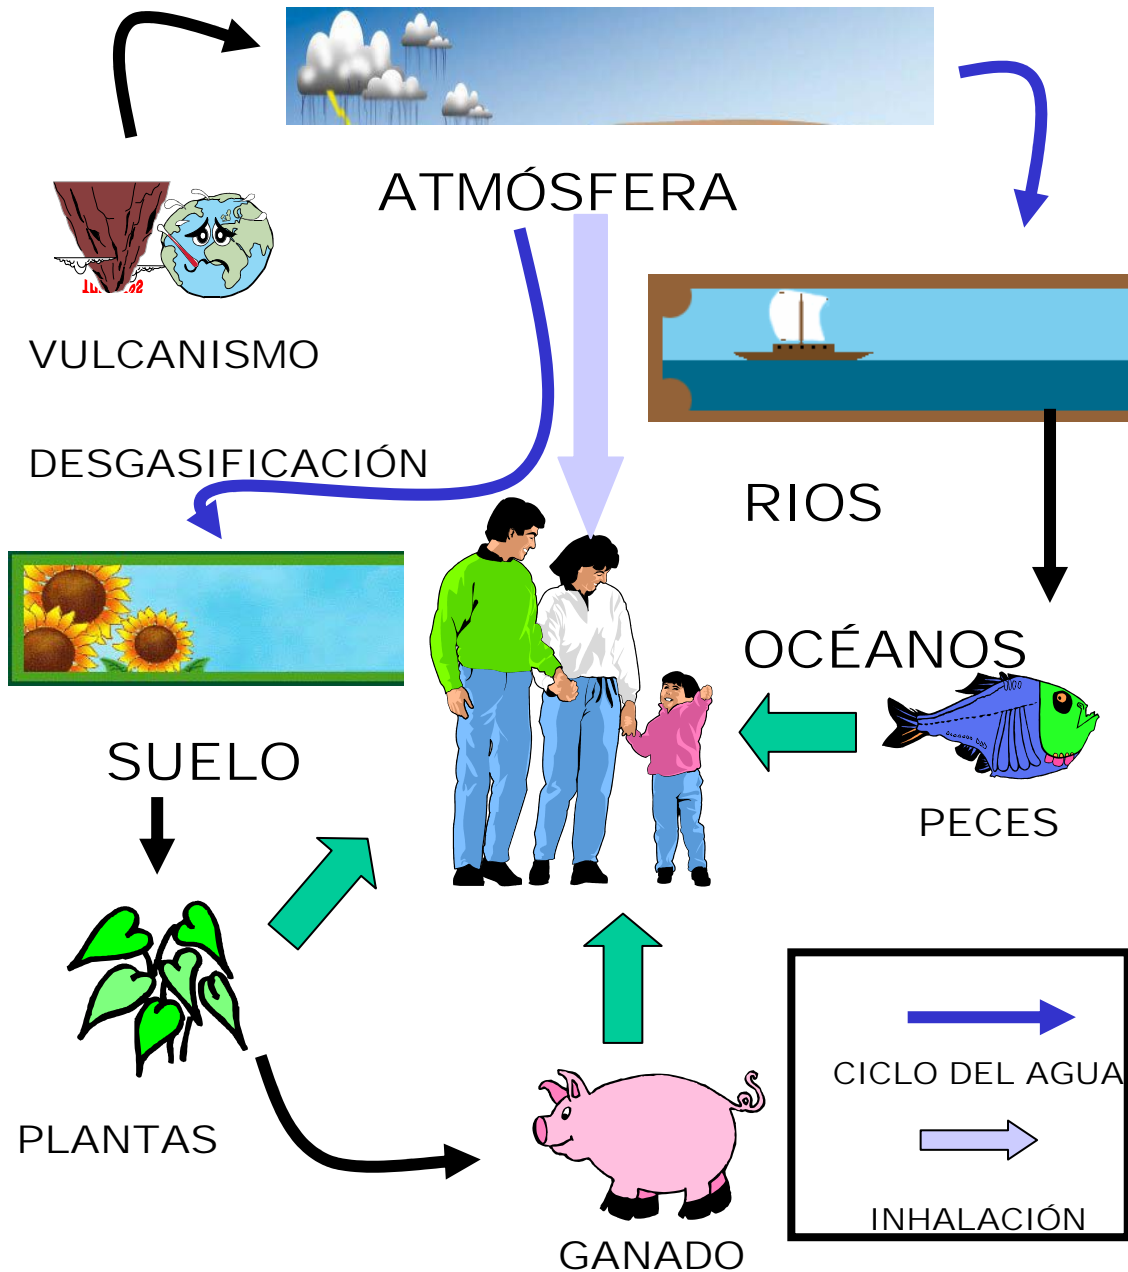 ATMÓSFERA
VULCANISMO
DESGASIFICACIÓN
RIOS
OCÉANOS
SUELO
PECES
PLANTAS
GANADO
CICLO DEL AGUA
INHALACIÓN